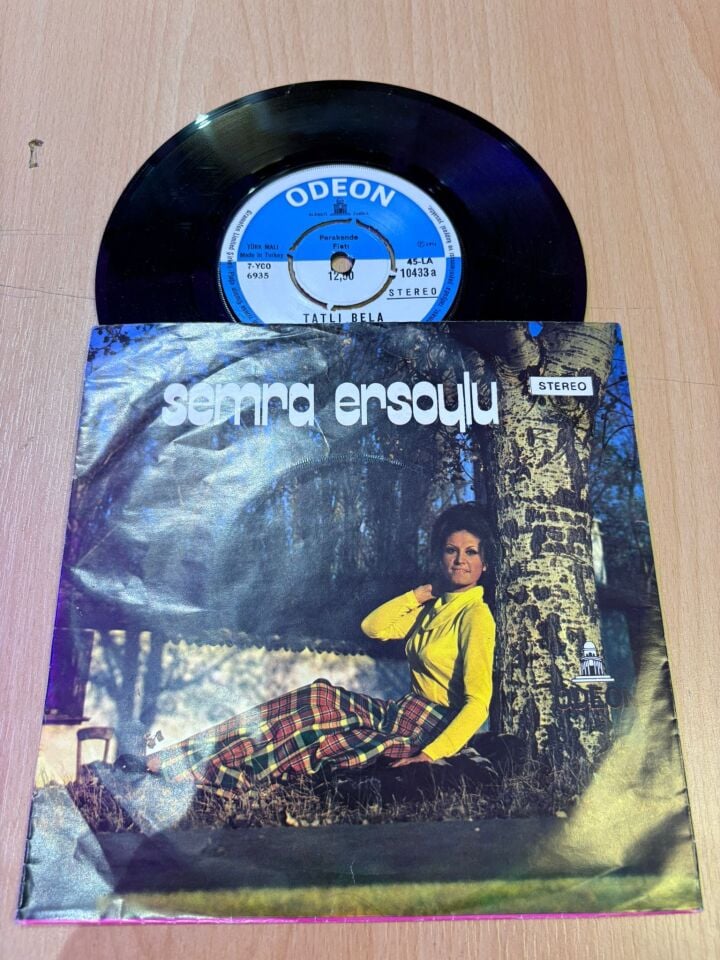 ODEON
Perakende
Fiatı
12,50
TÜRK MALI
Made in Turkey
7-YCO
6935
45-LA
10433 a
STEREO
TATLI BELA
semra ersoylu
STEREO
ODEON